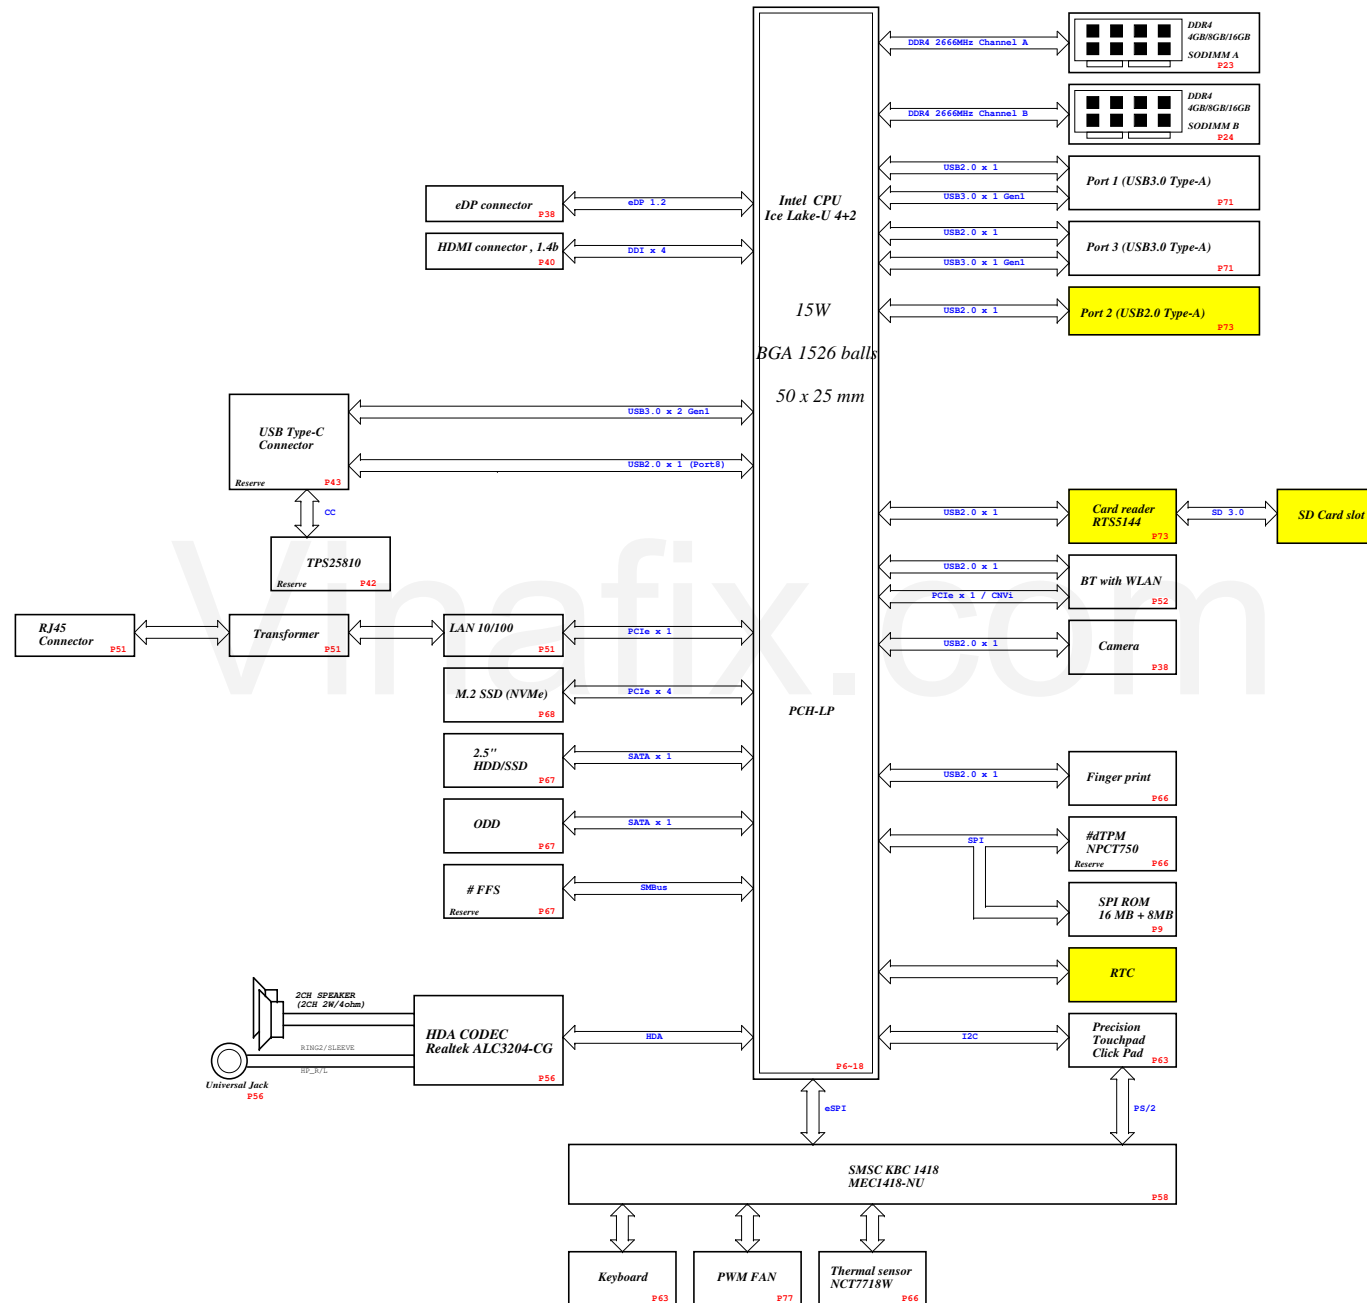 DDR4 2666MHz Channel A
DDR4
4GB/8GB/16GB
SODIMM A
P23
DDR4 2666MHz Channel B
DDR4
4GB/8GB/16GB
SODIMM B
P24
USB2.0 x 1
USB3.0 x 1 Gen1
Port 1 (USB3.0 Type-A)
P71
USB2.0 x 1
USB3.0 x 1 Gen1
Port 3 (USB3.0 Type-A)
P71
USB2.0 x 1
Port 2 (USB2.0 Type-A)
P73
eDP connector
P38
eDP 1.2
HDMI connector , 1.4b
P40
DDI x 4
Intel CPU
Ice Lake-U 4+2
15W
BGA 1526 balls
50 x 25 mm
PCH-LP
P6~18
USB Type-C
Connector
Reserve
P43
USB3.0 x 2 Gen1
USB2.0 x 1 (Port8)
CC
TPS25810
Reserve
P42
USB2.0 x 1
Card reader
RTS5144
P73
SD 3.0
SD Card slot
USB2.0 x 1
PCIe x 1 / CNVi
BT with WLAN
P52
USB2.0 x 1
Camera
P38
Vinafix.com
RJ45
Connector
P51
Transformer
P51
LAN 10/100
P51
PCIe x 1
M.2 SSD (NVMe)
P68
PCIe x 4
2.5"
HDD/SSD
P67
SATA x 1
ODD
P67
SATA x 1
# FFS
Reserve
P67
SMBus
USB2.0 x 1
Finger print
P66
SPI
#dTPM
NPCT750
Reserve
P66
SPI ROM
16 MB + 8MB
P9
RTC
2CH SPEAKER
(2CH 2W/4ohm)
RING2/SLEEVE
HP_R/L
Universal Jack
P56
HDA CODEC
Realtek ALC3204-CG
P56
HDA
I2C
Precision
Touchpad
Click Pad
P63
eSPI
PS/2
SMSC KBC 1418
MEC1418-NU
P58
Keyboard
P63
PWM FAN
P77
Thermal sensor
NCT7718W
P66